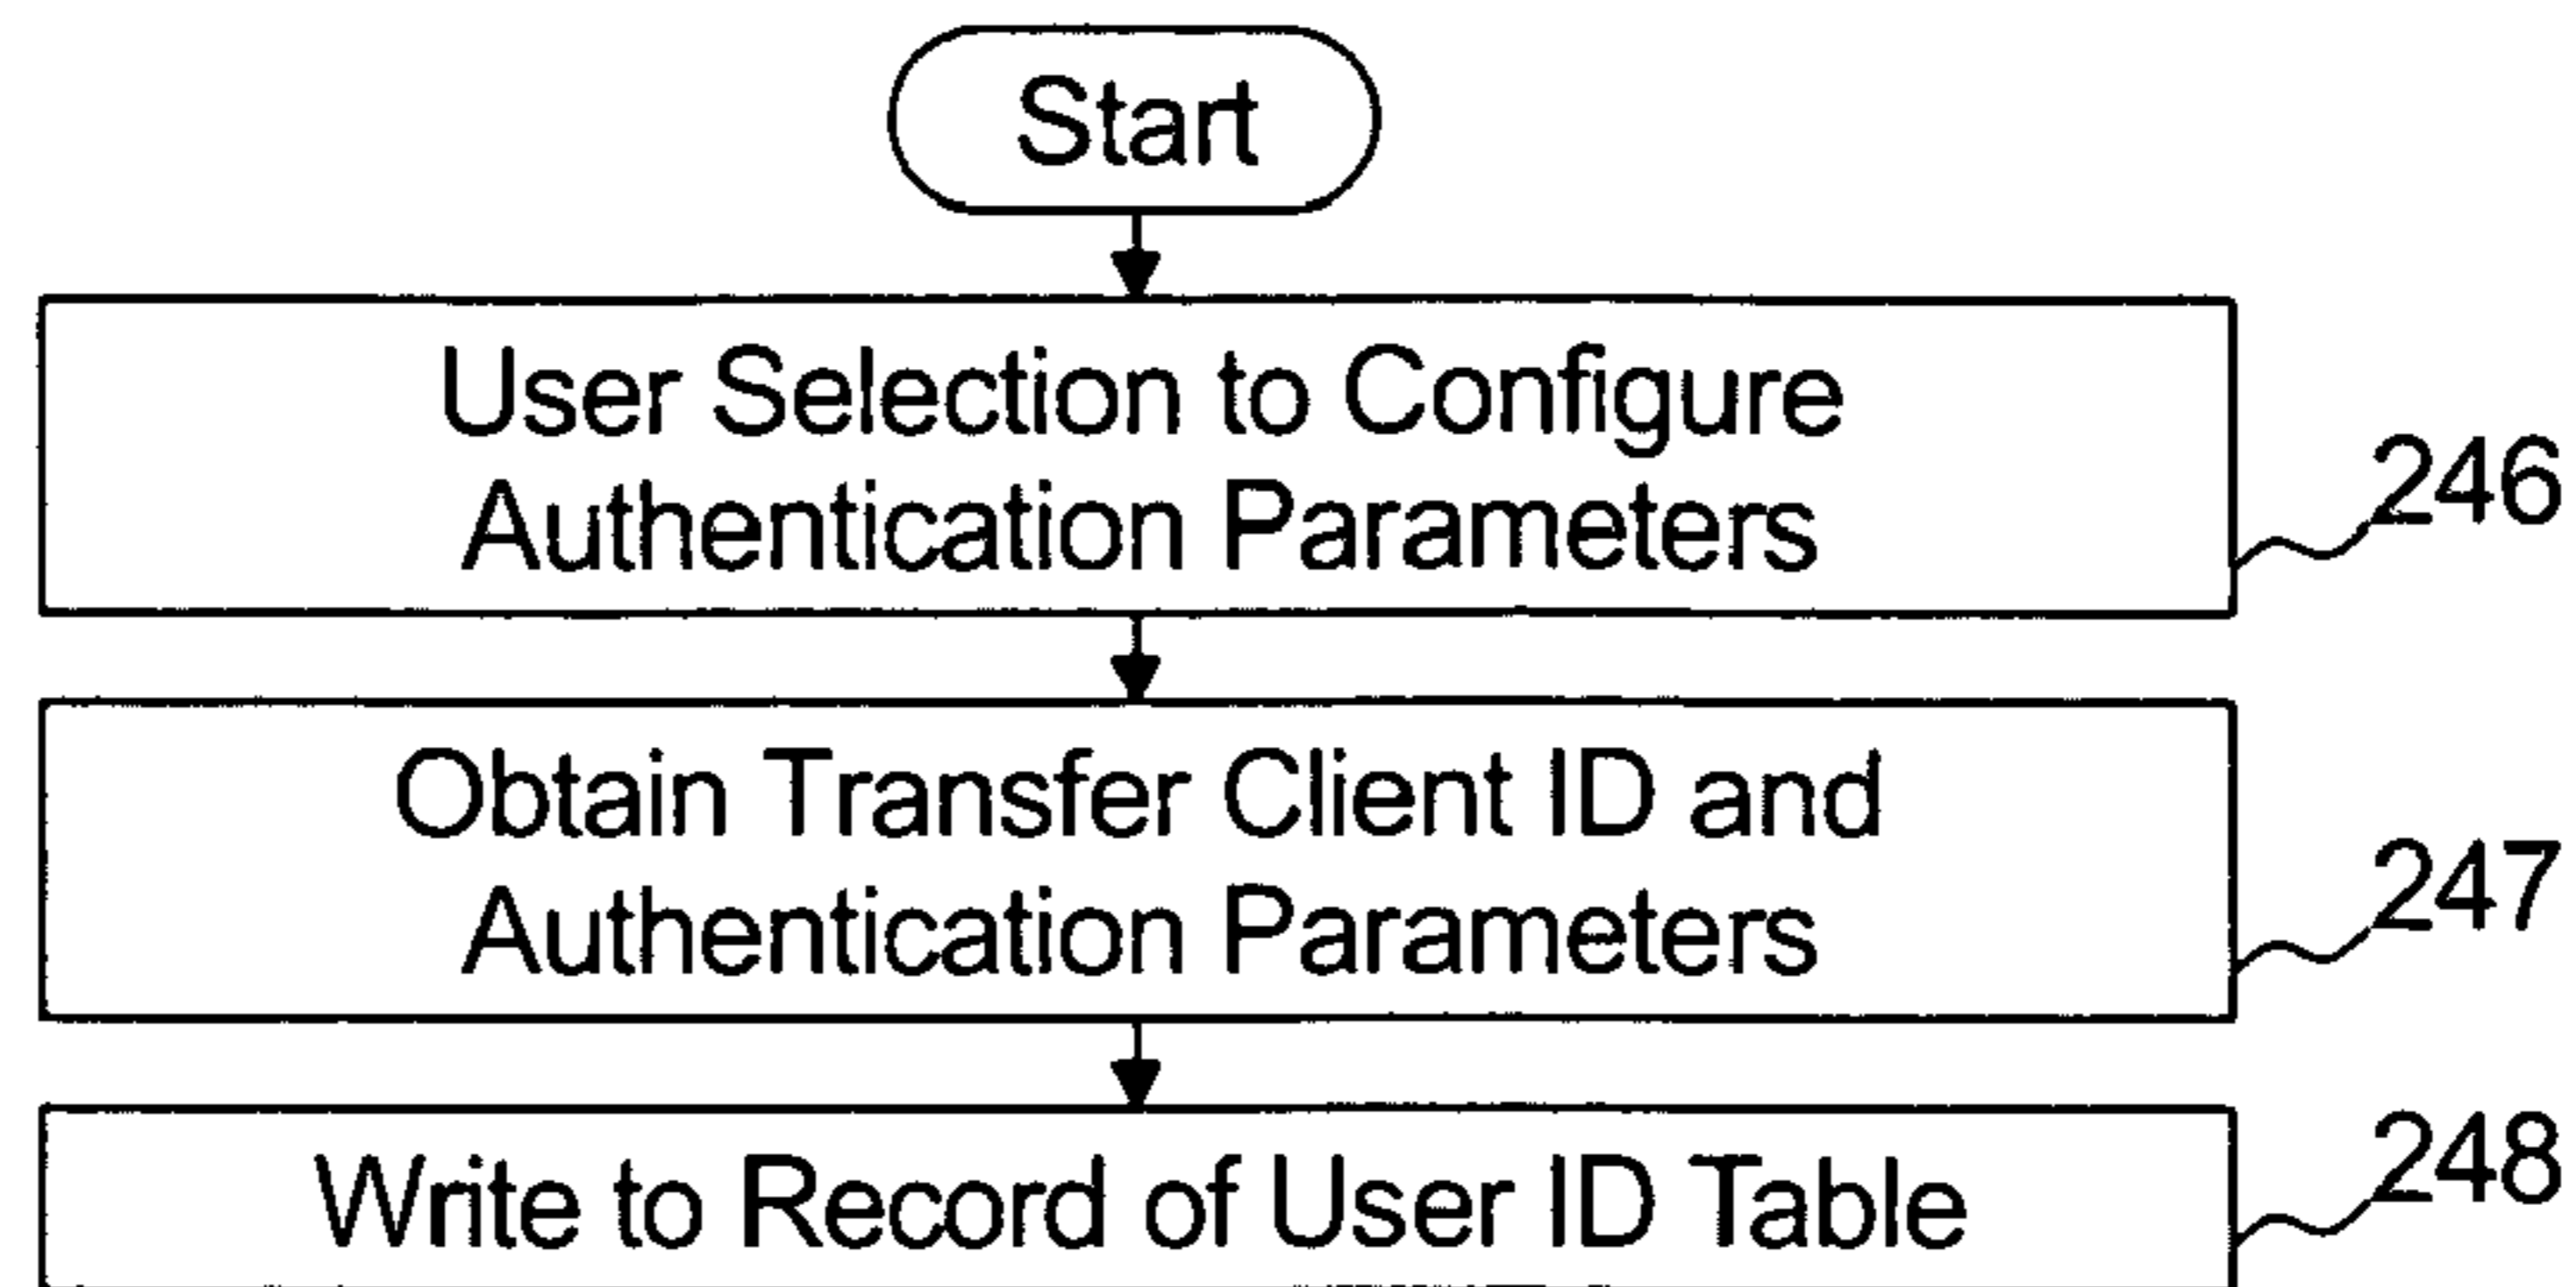 Start
User Selection to Configure
Authentication Parameters
246
Obtain Transfer Client ID and
Authentication Parameters
247
Write to Record of User ID Table
248